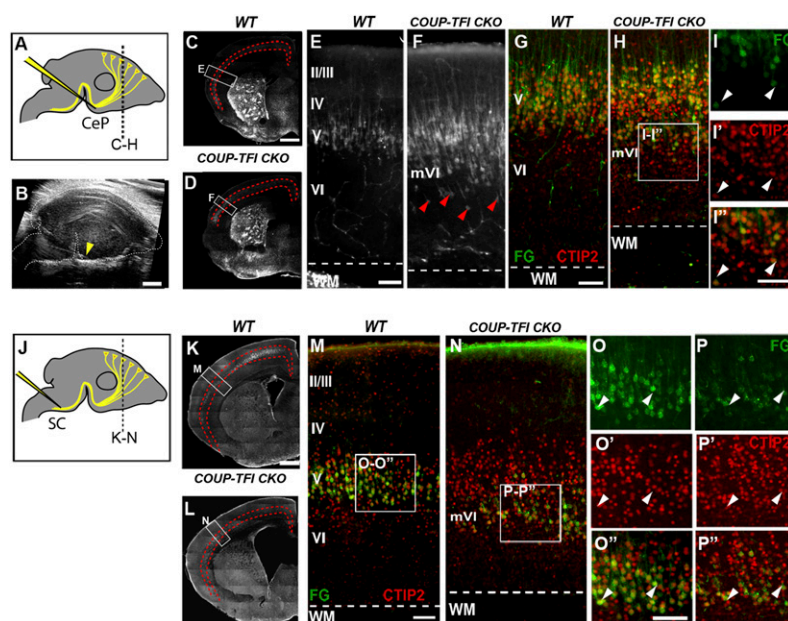 WT
WT
COUP-TFI CKO
WT
COUP-TFI CKO
A
CeP
C-H
B
C
E
COUP-TFI CKO
D
F
E
II/III
IV
V
VI
WM
F
mVI
G
V
VI
FG CTIP2
WM
H
I-I''
mVI
WM
I
FG
I'
CTIP2
I''
WT
WT
COUP-TFI CKO
J
SC
K-N
K
M
COUP-TFI CKO
L
N
M
II/III
IV
V
O-O''
VI
FG CTIP2
WM
N
P-P''
mVI
WM
O
P
FG
O'
P'
CTIP2
O''
P''